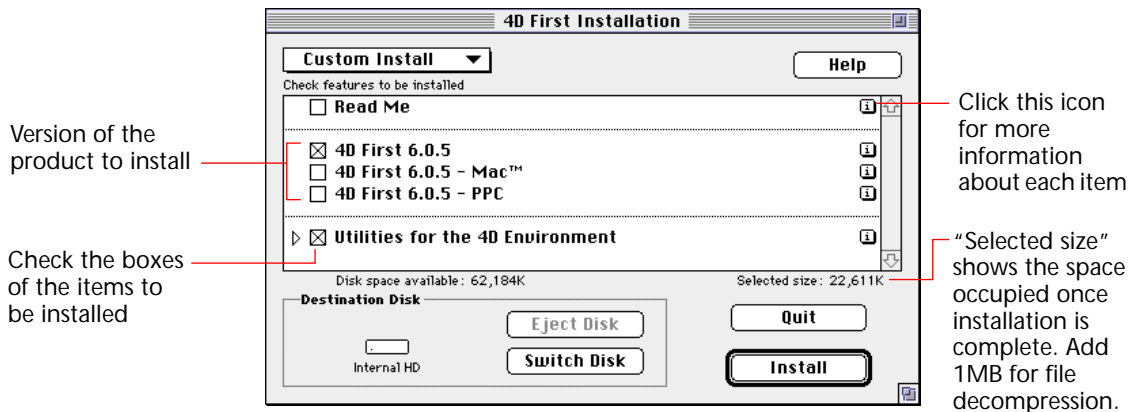 4D First Installation
Custom Install
Help
Check features to be installed
Read Me
4D First 6.0.5
4D First 6.0.5 - Mac™
4D First 6.0.5 - PPC
Utilities for the 4D Environment
Disk space available: 62,184K
Selected size: 22,611K
Destination Disk
Eject Disk
Quit
Internal HD
Switch Disk
Install
Version of the
product to install
Check the boxes
of the items to
be installed
Click this icon
for more
information
about each item
“Selected size”
shows the space
occupied once
installation is
complete. Add
1MB for file
decompression.